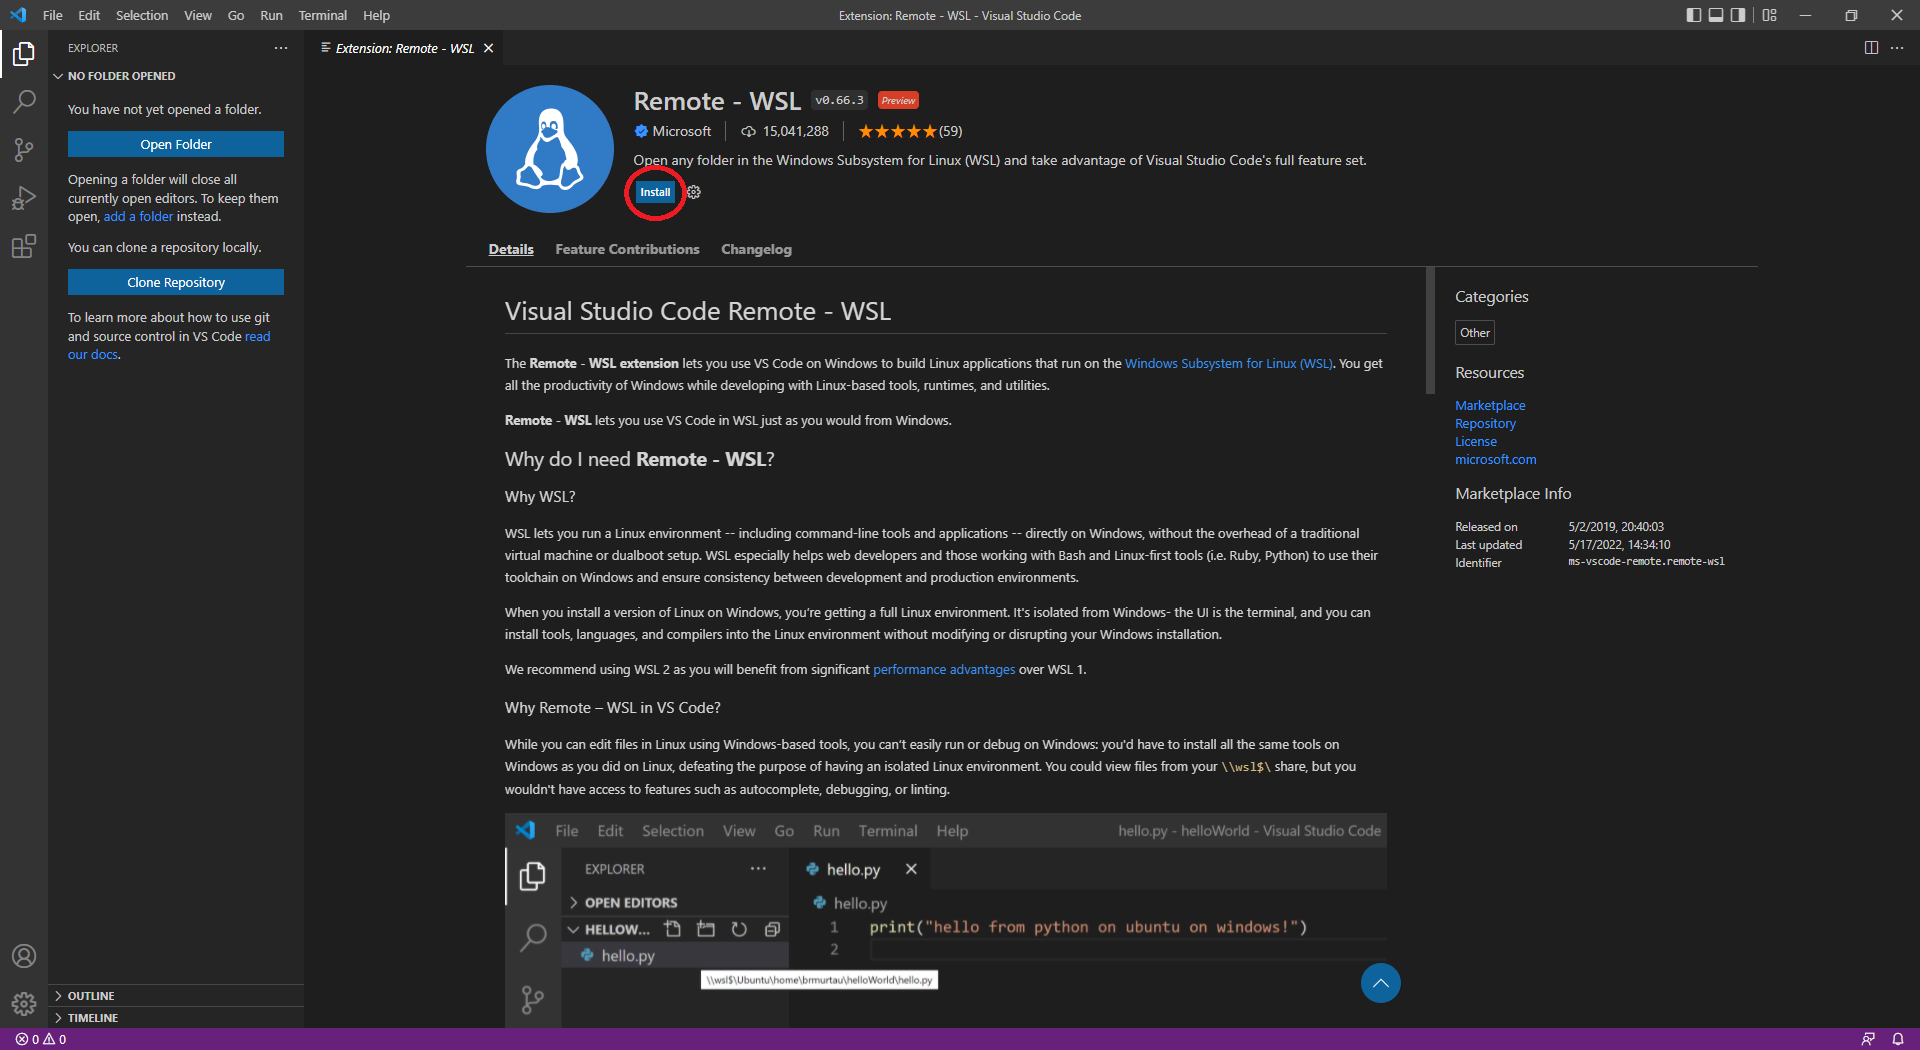 File Edit Selection View Go Run Terminal Help
Extension: Remote - WSL - Visual Studio Code
EXPLORER
NO FOLDER OPENED
You have not yet opened a folder.
Open Folder
Opening a folder will close all
currently open editors. To keep them
open, add a folder instead.
You can clone a repository locally.
Clone Repository
To learn more about how to use git
and source control in VS Code read
our docs.
OUTLINE
TIMELINE
Extension: Remote - WSL
Remote - WSL v0.66.3 Preview
Microsoft 15,041,288 ★★★★★(59)
Open any folder in the Windows Subsystem for Linux (WSL) and take advantage of Visual Studio Code's full feature set.
Install
Details Feature Contributions Changelog
Visual Studio Code Remote - WSL
The Remote - WSL extension lets you use VS Code on Windows to build Linux applications that run on the Windows Subsystem for Linux (WSL). You get
all the productivity of Windows while developing with Linux-based tools, runtimes, and utilities.
Remote - WSL lets you use VS Code in WSL just as you would from Windows.
Why do I need Remote - WSL?
Why WSL?
WSL lets you run a Linux environment -- including command-line tools and applications -- directly on Windows, without the overhead of a traditional
virtual machine or dualboot setup. WSL especially helps web developers and those working with Bash and Linux-first tools (i.e. Ruby, Python) to use their
toolchain on Windows and ensure consistency between development and production environments.
When you install a version of Linux on Windows, you’re getting a full Linux environment. It's isolated from Windows- the UI is the terminal, and you can
install tools, languages, and compilers into the Linux environment without modifying or disrupting your Windows installation.
We recommend using WSL 2 as you will benefit from significant performance advantages over WSL 1.
Why Remote – WSL in VS Code?
While you can edit files in Linux using Windows-based tools, you can’t easily run or debug on Windows: you'd have to install all the same tools on
Windows as you did on Linux, defeating the purpose of having an isolated Linux environment. You could view files from your \\wsl$\ share, but you
wouldn't have access to features such as autocomplete, debugging, or linting.
File Edit Selection View Go Run Terminal Help
hello.py - helloWorld - Visual Studio Code
EXPLORER
OPEN EDITORS
HELLOW...
hello.py
\\wsl$\Ubuntu\home\brmurtau\helloWorld\hello.py
hello.py
hello.py
1 print("hello from python on ubuntu on windows!")
2
Categories
Other
Resources
Marketplace
Repository
License
microsoft.com
Marketplace Info
Released on 5/2/2019, 20:40:03
Last updated 5/17/2022, 14:34:10
Identifier ms-vscode-remote.remote-wsl
0 0